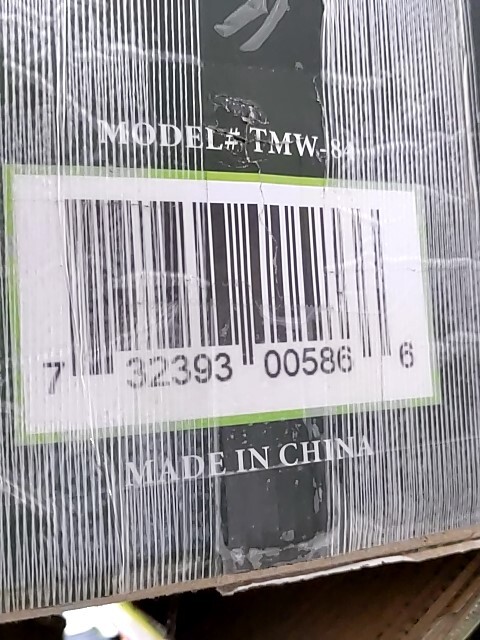 MODEL# TMW-84
7 32393 00586 6
MADE IN CHINA